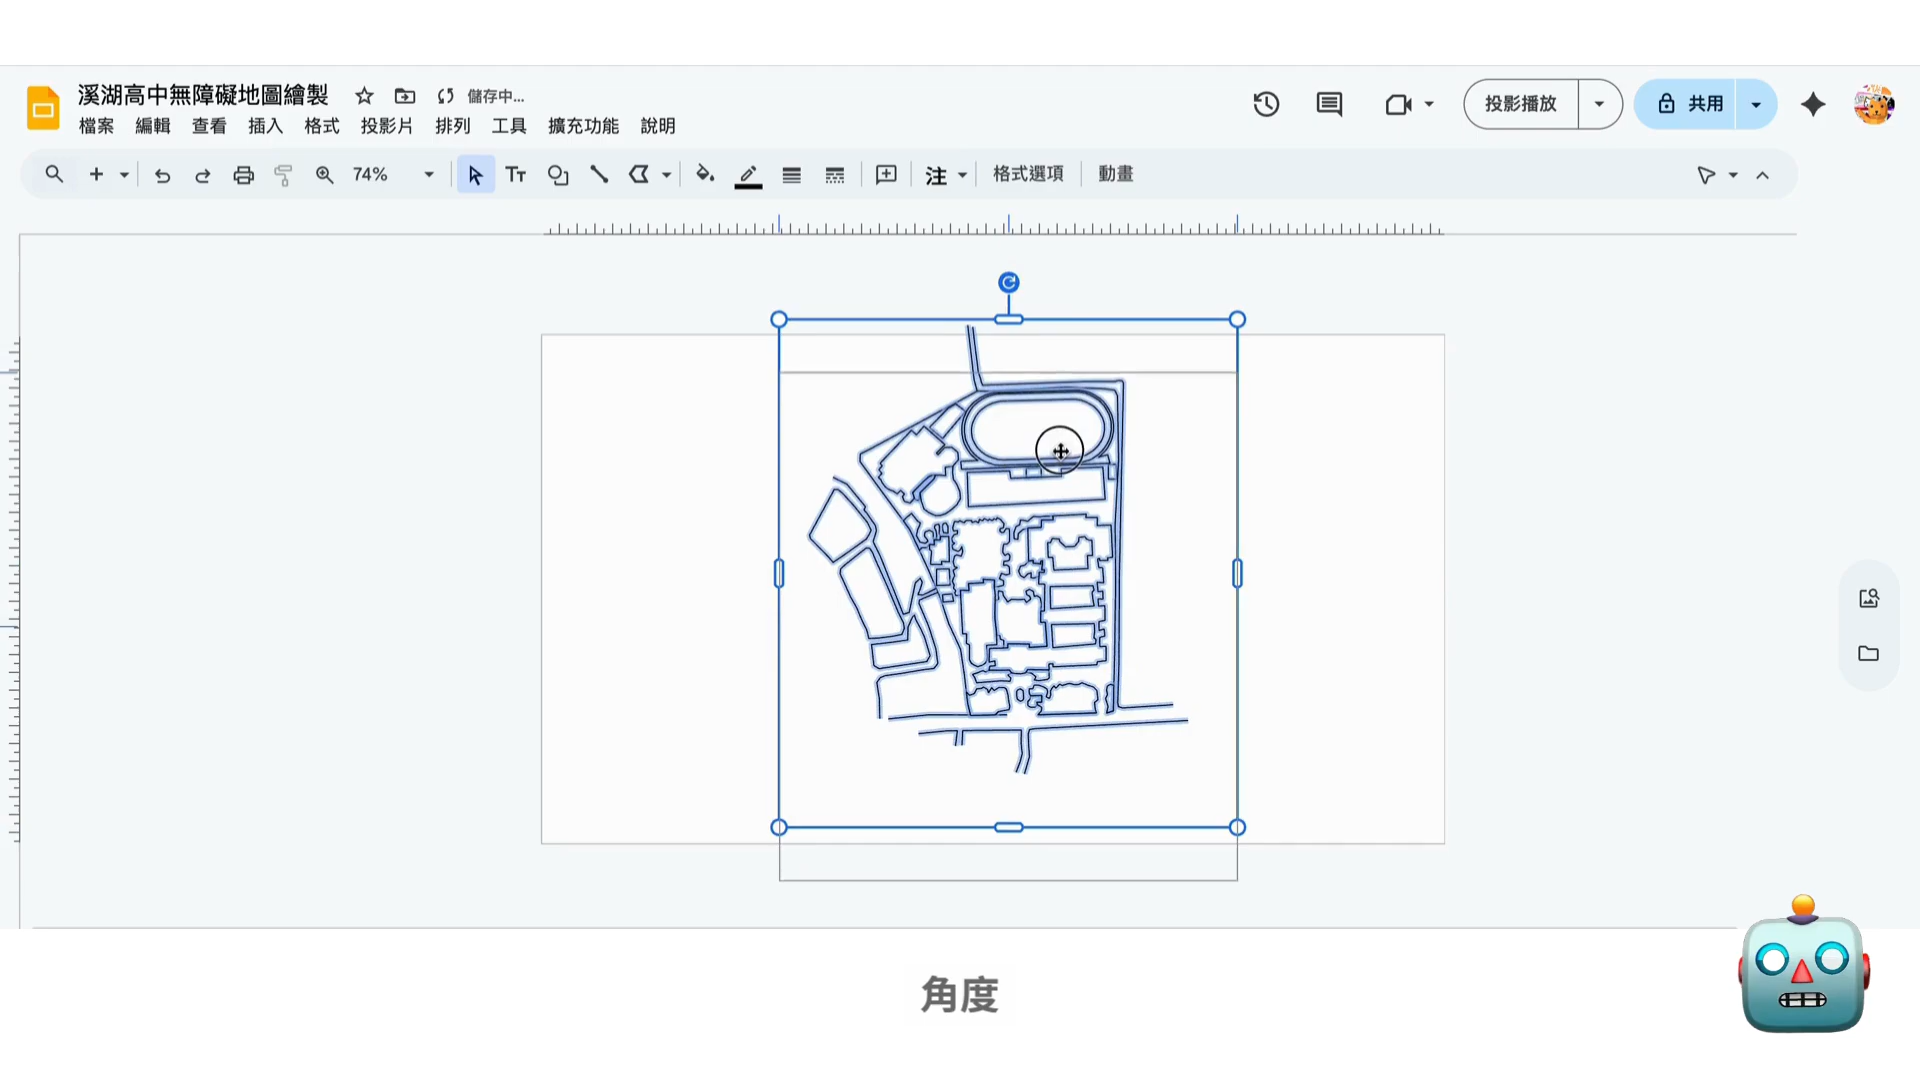 溪湖高中無障礙地圖繪製
儲存中...
檔案 編輯 查看 插入 格式 投影片 排列 工具 擴充功能 說明
投影播放
共用
74%
Tт
注
格式選項
動畫
角度